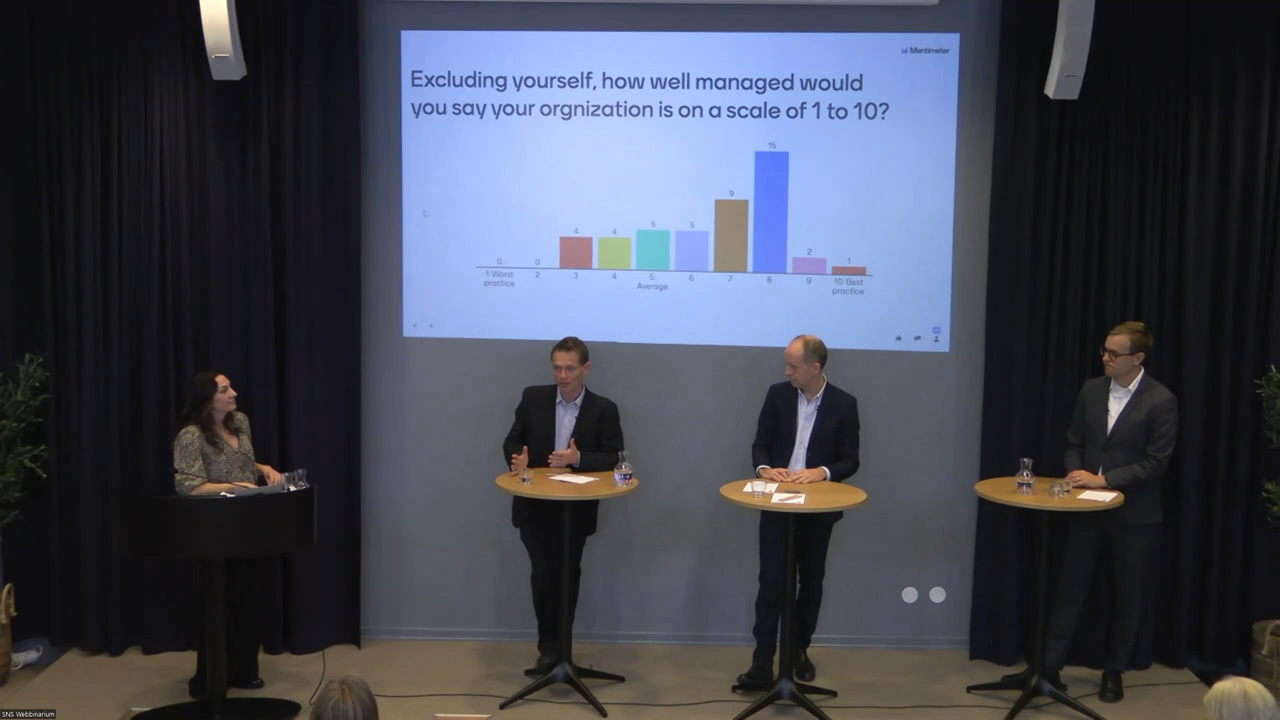 Mentimeter
Excluding yourself, how well managed would
you say your orgnization is on a scale of 1 to 10?
15
9
5
5
4
4
2
1
0
0
1: Worst practice
2
3
4
5: Average
6
7
8
9
10: Best practice
SNS Webbinarium